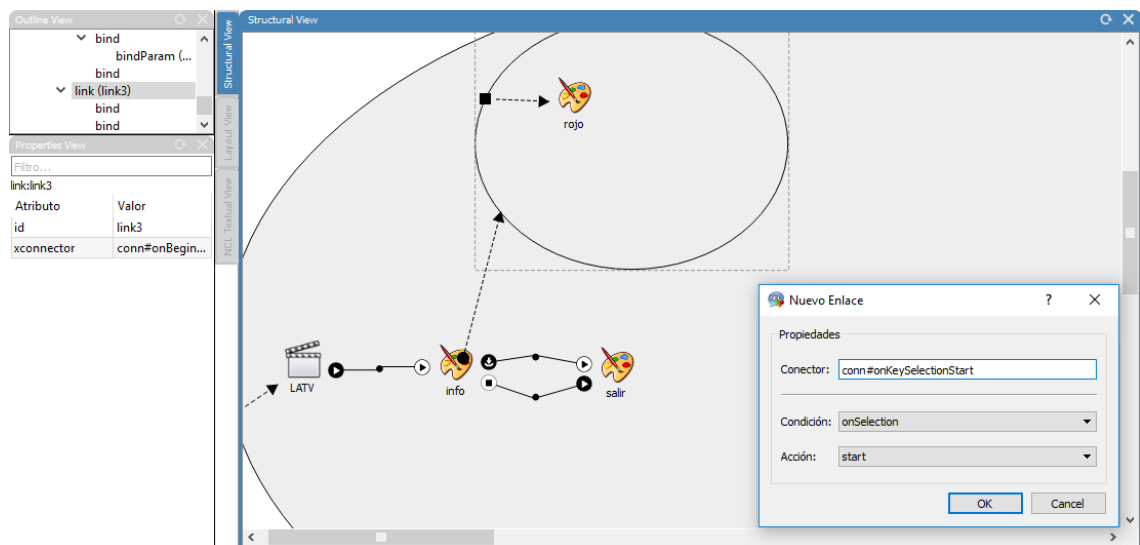 Outline View
bind
bindParam (...
bind
link (link3)
bind
bind
Properties View
Filtro...
link:link3
Atributo Valor
id link3
xconnector conn#onBegin...
Structural View
Layout View
NCL Textual View
Structural View
rojo
LATV
info
salir
Nuevo Enlace ?
Propiedades
Conector: conn#onKeySelectionStart
Condición: onSelection
Acción: start
OK Cancel